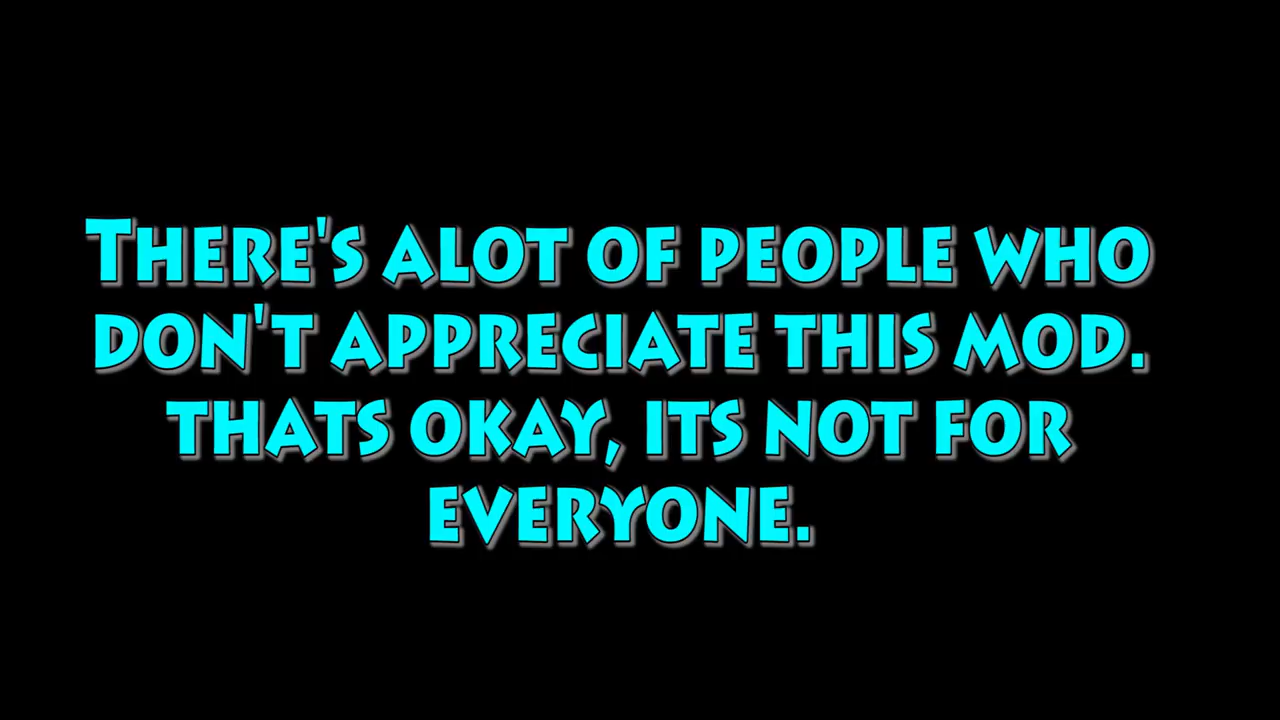 There's alot of people who
don't appreciate this mod.
thats okay, its not for
everyone.